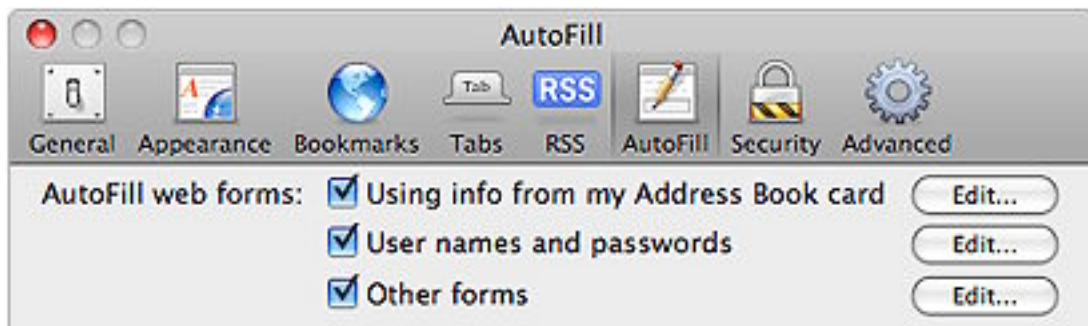 AutoFill
Tab RSS
General Appearance Bookmarks Tabs RSS AutoFill Security Advanced
AutoFill web forms: Using info from my Address Book card Edit...
User names and passwords Edit...
Other forms Edit...